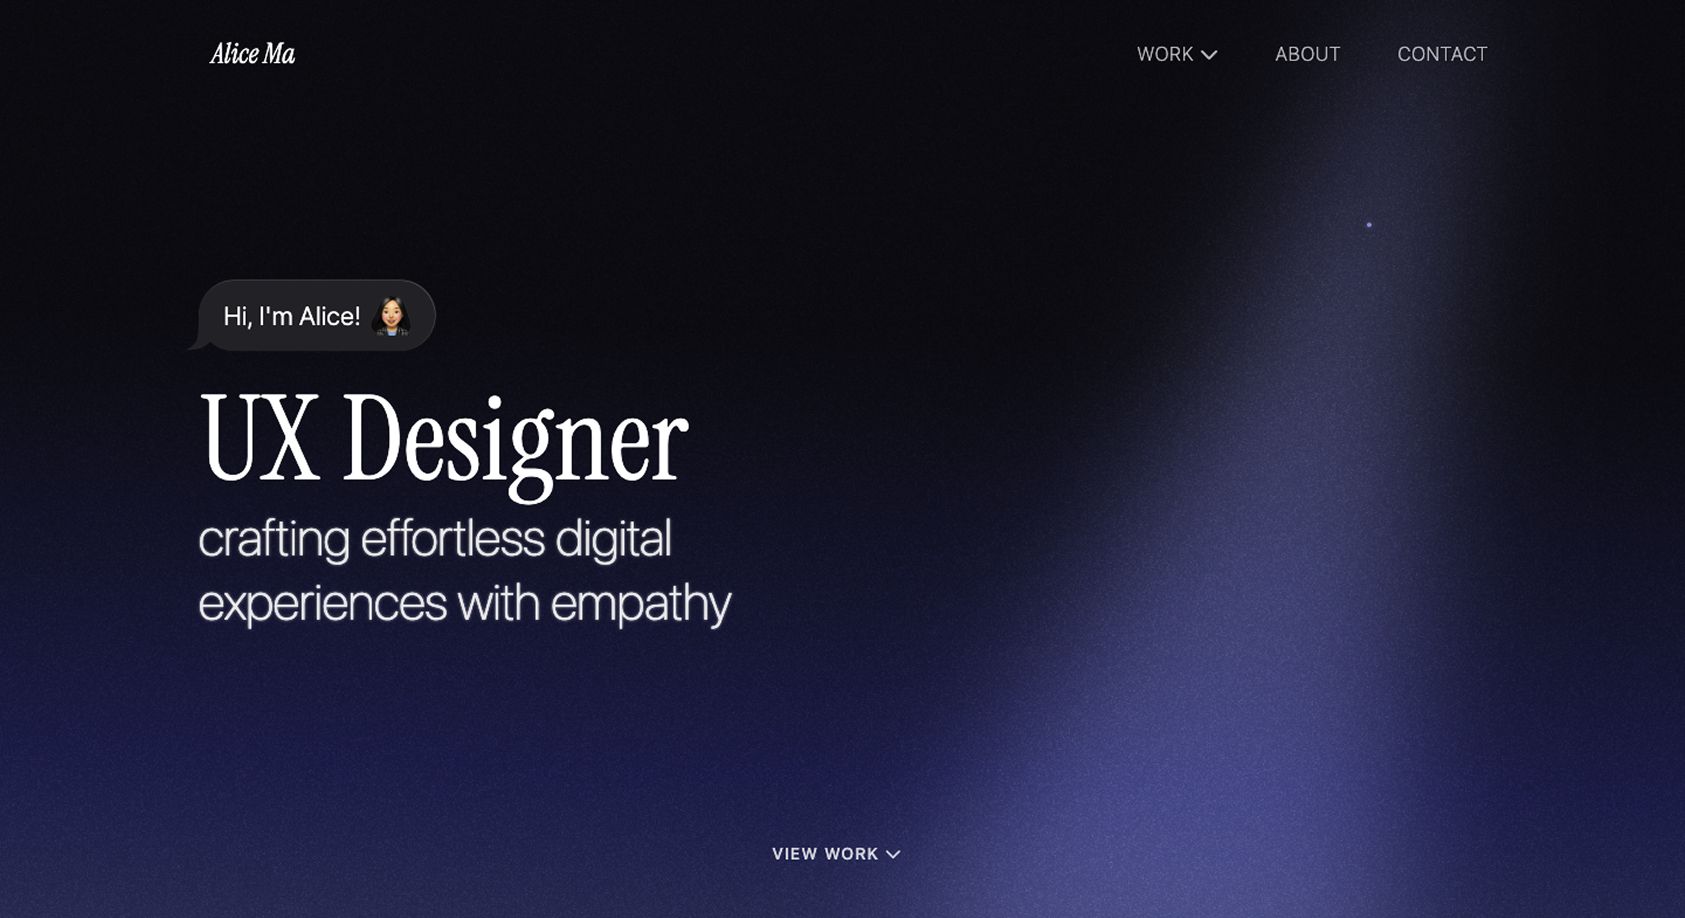 Alice Ma
WORK
ABOUT
CONTACT
Hi, I'm Alice!
UX Designer
crafting effortless digital
experiences with empathy
VIEW WORK